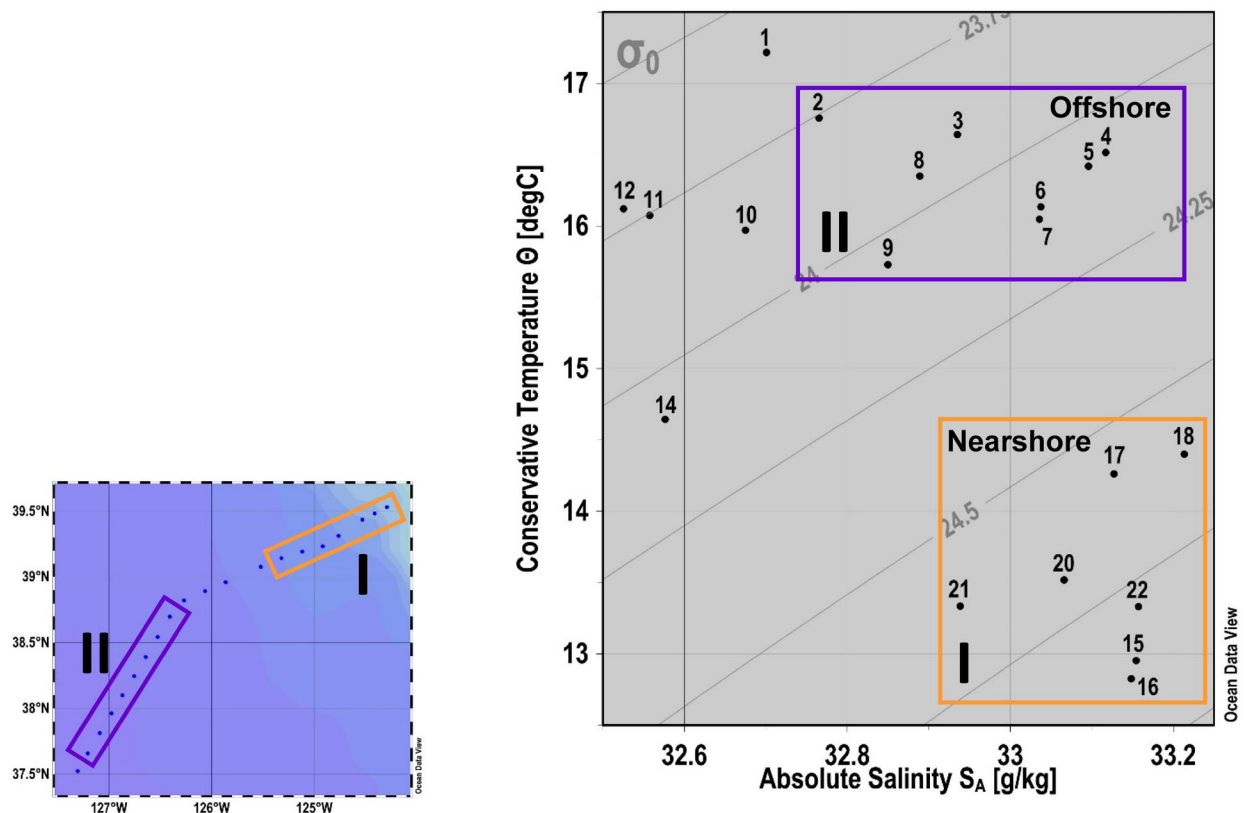 39.5°N
39°N
38.5°N
38°N
37.5°N
127°W
126°W
125°W
I
II
Ocean Data View
σ0
23.75
24
24.25
24.5
Offshore
II
Nearshore
I
1
2
3
4
5
6
7
8
9
10
11
12
14
15
16
17
18
20
21
22
17
16
15
14
13
Conservative Temperature Θ [degC]
32.6
32.8
33
33.2
Absolute Salinity SA [g/kg]
Ocean Data View